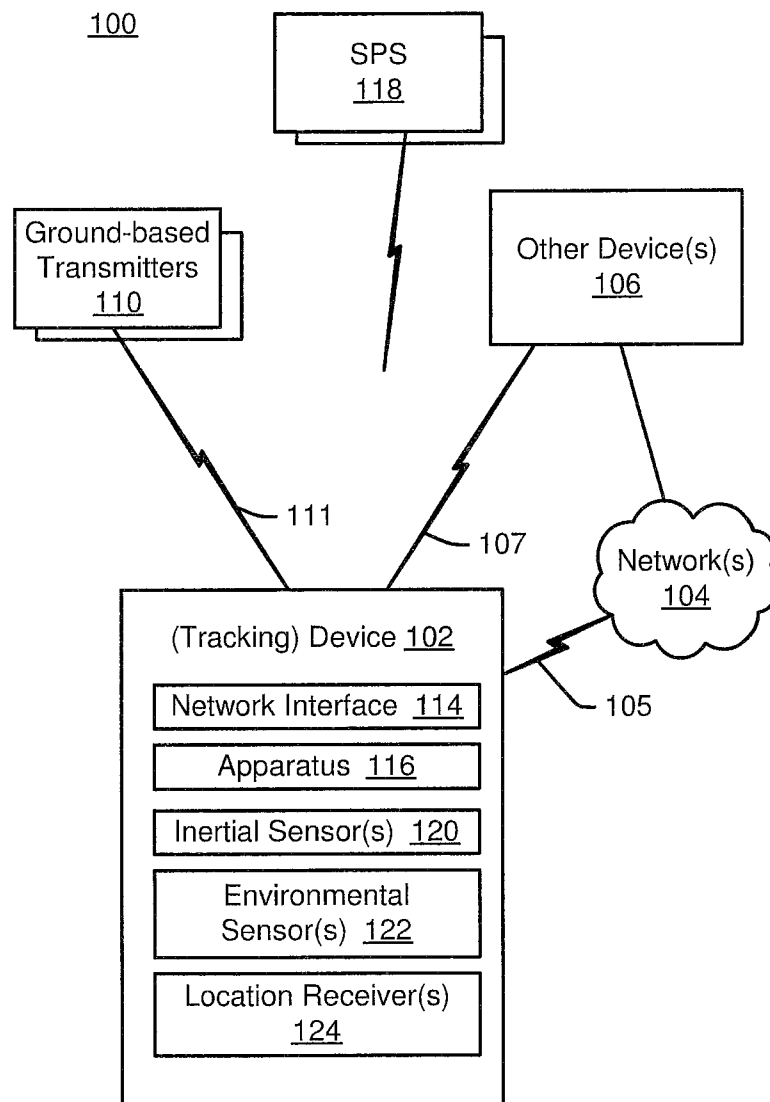 100
SPS
118
Ground-based
Transmitters
110
Other Device(s)
106
111
107
Network(s)
104
105
(Tracking) Device 102
Network Interface 114
Apparatus 116
Inertial Sensor(s) 120
Environmental
Sensor(s) 122
Location Receiver(s)
124